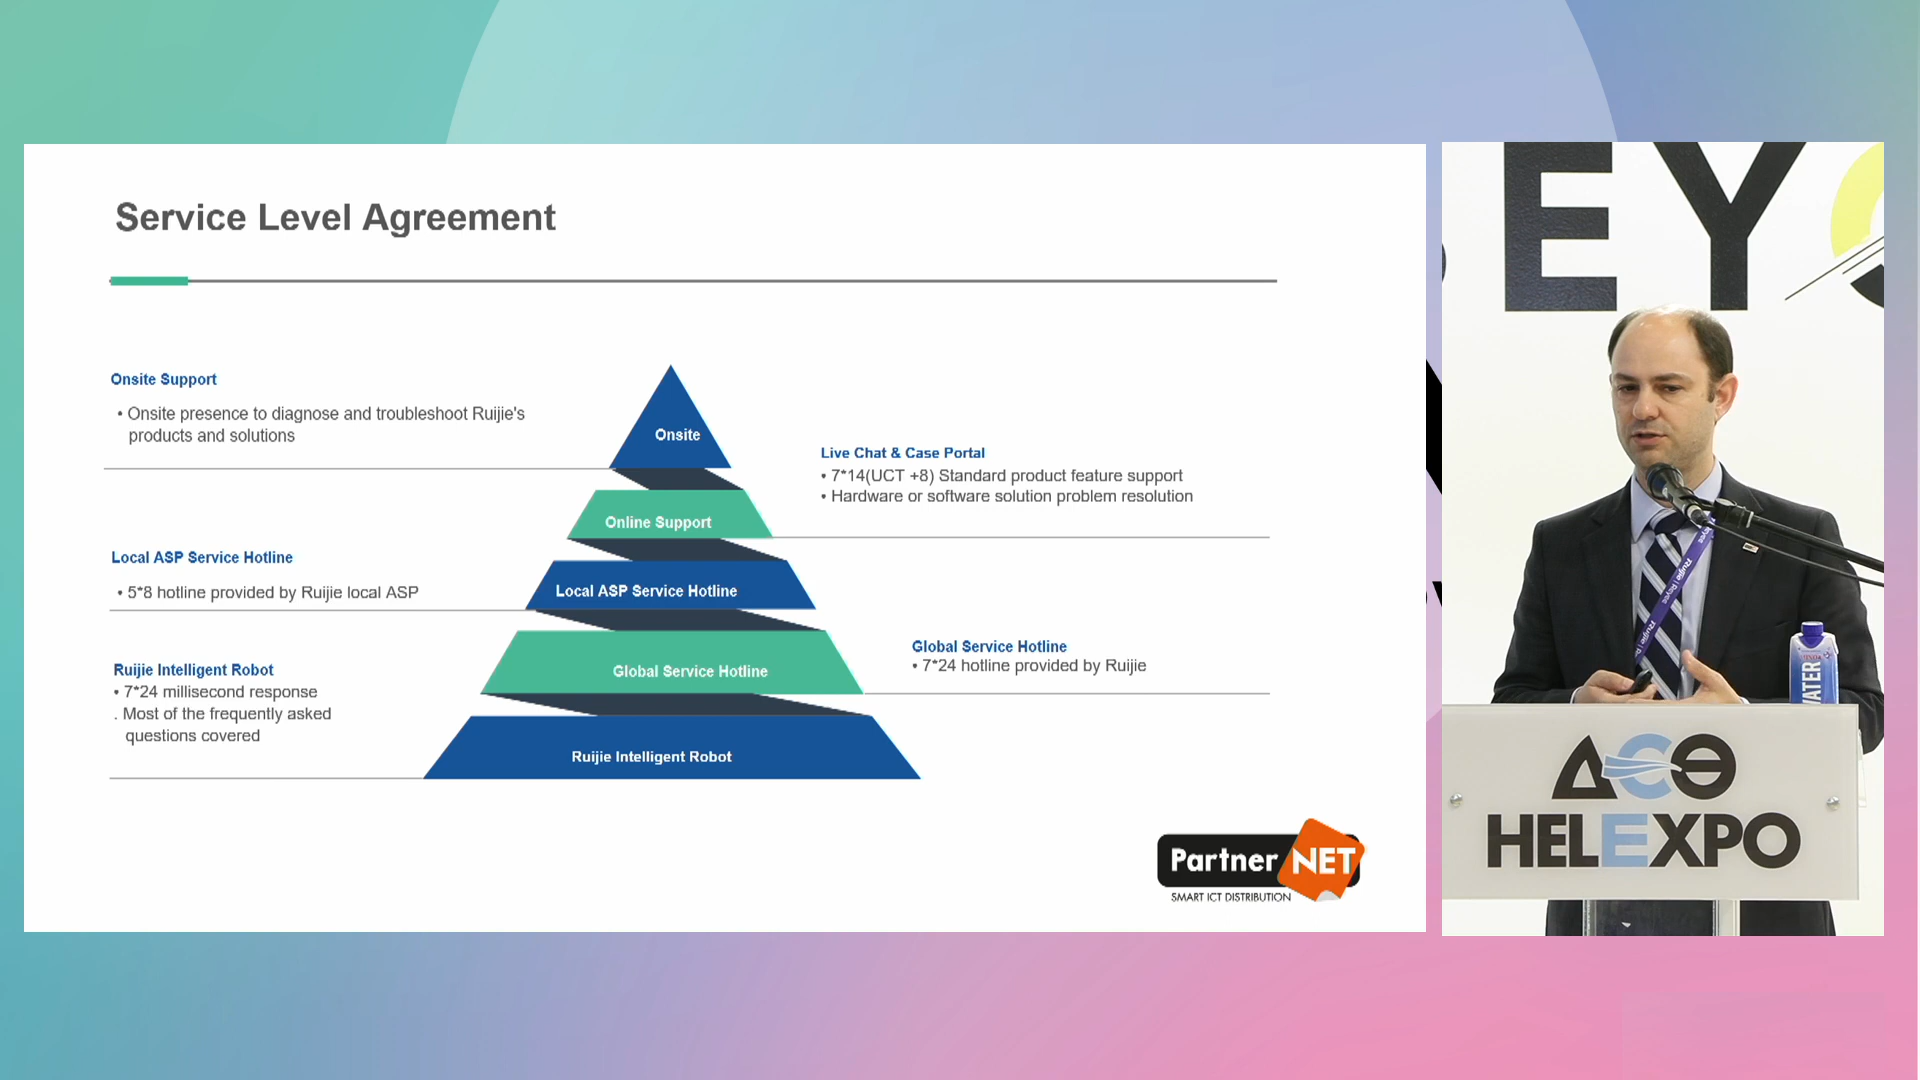 Service Level Agreement
Onsite Support
• Onsite presence to diagnose and troubleshoot Ruijie's
products and solutions
Onsite
Live Chat & Case Portal
• 7*14(UCT +8) Standard product feature support
• Hardware or software solution problem resolution
Online Support
Local ASP Service Hotline
• 5*8 hotline provided by Ruijie local ASP
Local ASP Service Hotline
Global Service Hotline
• 7*24 hotline provided by Ruijie
Global Service Hotline
Ruijie Intelligent Robot
• 7*24 millisecond response
. Most of the frequently asked
questions covered
Ruijie Intelligent Robot
Partner NET
SMART ICT DISTRIBUTION
EY
Ruijie | Reyee
WATER
ΔΕΘ
HELEXPO